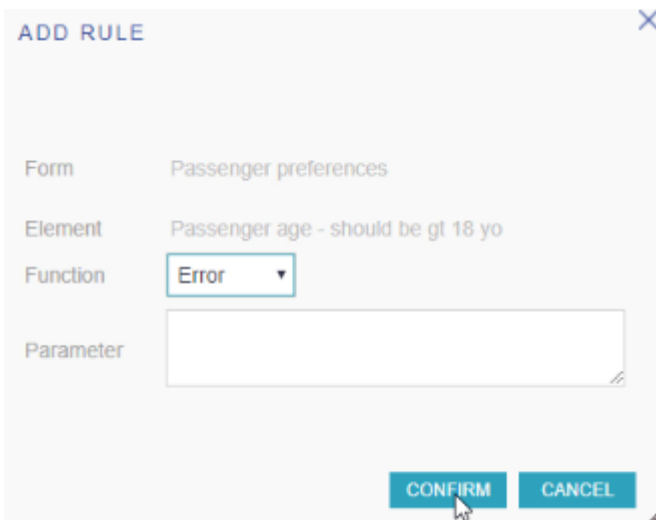 ADD RULE
Form Passenger preferences
Element Passenger age - should be gt 18 yo
Function Error
Parameter
CONFIRM CANCEL